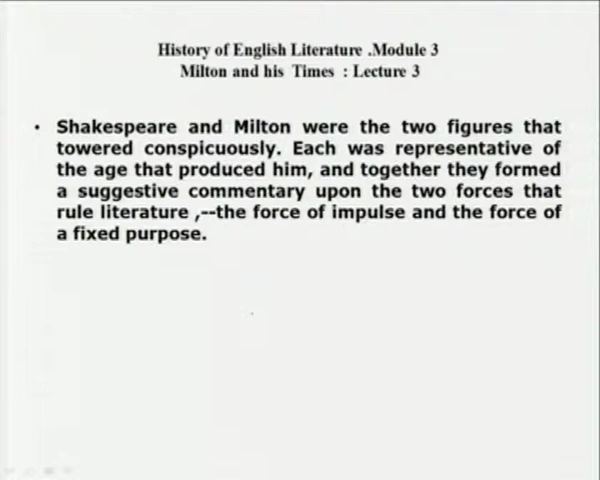 History of English Literature .Module 3
Milton and his Times : Lecture 3
• Shakespeare and Milton were the two figures that
towered conspicuously. Each was representative of
the age that produced him, and together they formed
a suggestive commentary upon the two forces that
rule literature ,--the force of impulse and the force of
a fixed purpose.